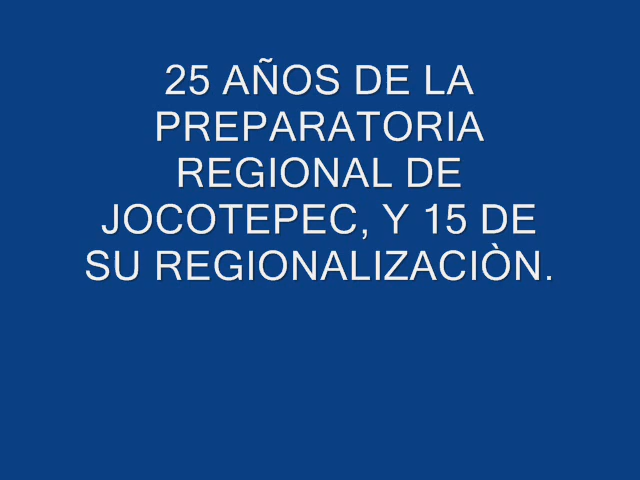 25 AÑOS DE LA
PREPARATORIA
REGIONAL DE
JOCOTEPEC, Y 15 DE
SU REGIONALIZACIÒN.